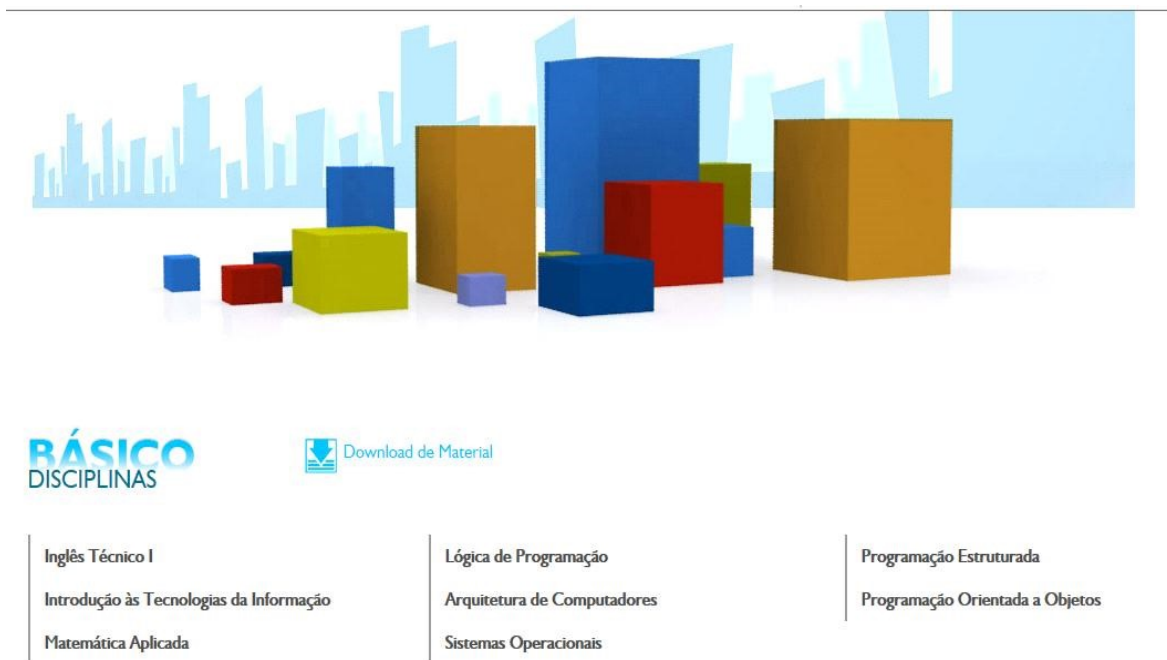 BÁSICO
DISCIPLINAS
Download de Material
Inglês Técnico I
Introdução às Tecnologias da Informação
Matemática Aplicada
Lógica de Programação
Arquitetura de Computadores
Sistemas Operacionais
Programação Estruturada
Programação Orientada a Objetos